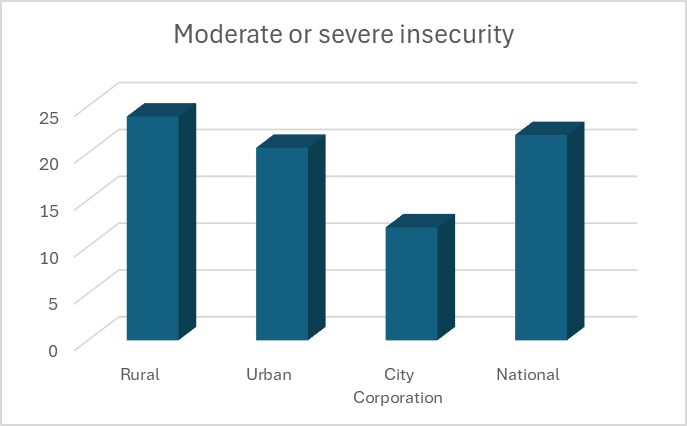 Moderate or severe insecurity
25
20
15
10
5
0
Rural
Urban
City
Corporation
National